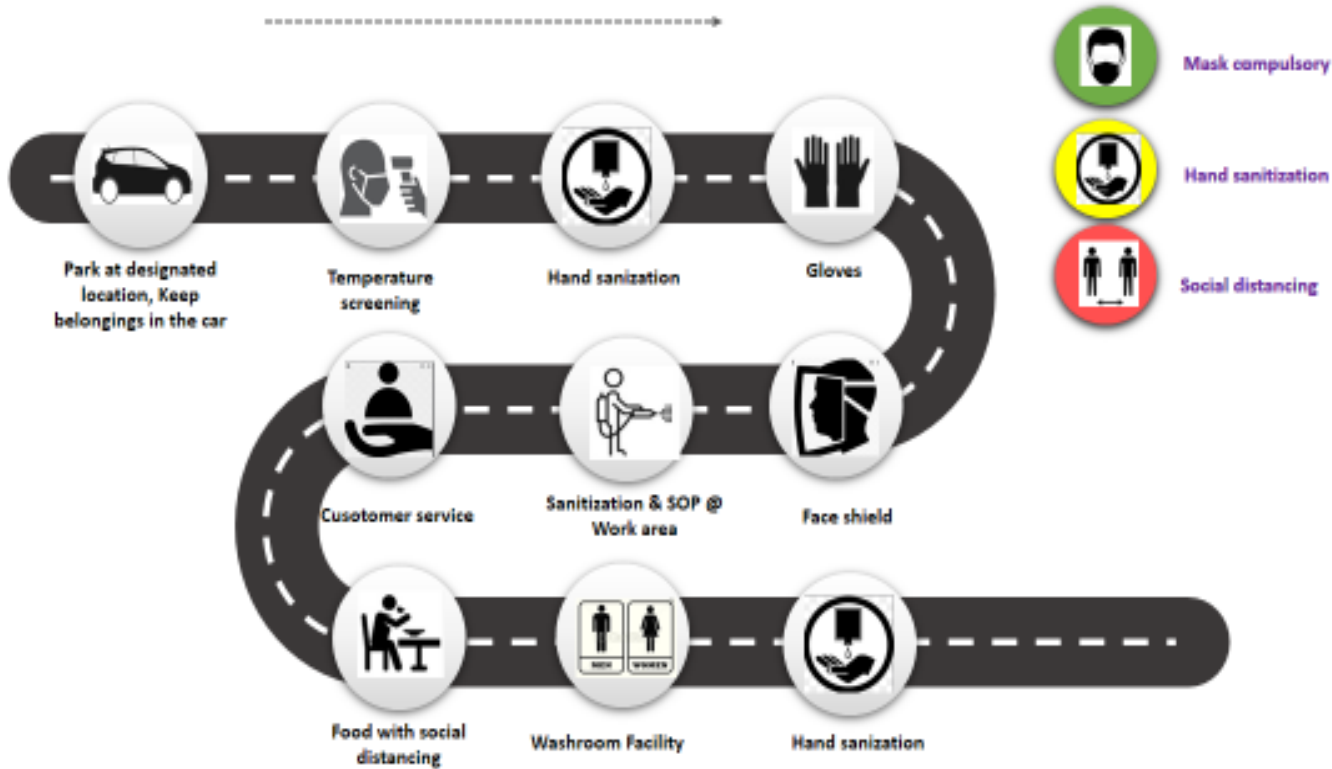 Mask compulsory
Hand sanitization
Social distancing
Park at designated
location, Keep
belongings in the car
Temperature
screening
Hand sanization
Gloves
Cusotomer service
Sanitization & SOP @
Work area
Face shield
MEN
WOMEN
Food with social
distancing
Washroom Facility
Hand sanization